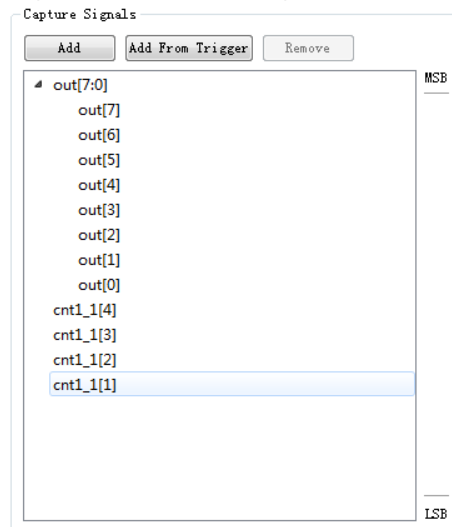 Capture Signals
Add Add From Trigger Remove
MSB
out[7:0]
out[7]
out[6]
out[5]
out[4]
out[3]
out[2]
out[1]
out[0]
cnt1_1[4]
cnt1_1[3]
cnt1_1[2]
cnt1_1[1]
LSB